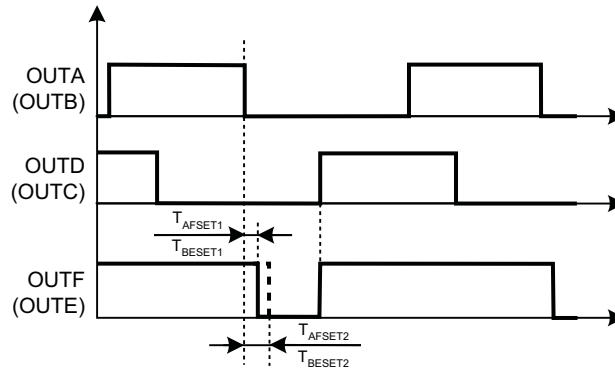 OUTA
(OUTB)
OUTD
(OUTC)
TAFSET1
TBESET1
OUTF
(OUTE)
TAFSET2
TBESET2